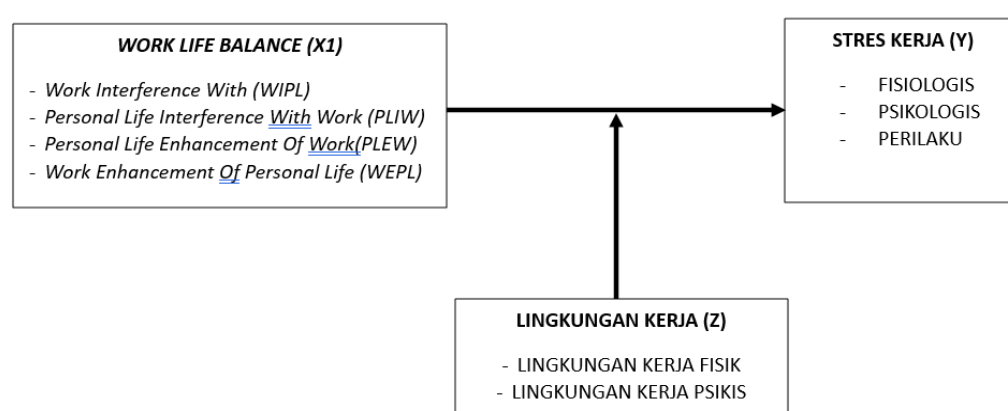 WORK LIFE BALANCE (X1)
- Work Interference With (WIPL)
- Personal Life Interference With Work (PLIW)
- Personal Life Enhancement Of Work(PLEW)
- Work Enhancement Of Personal Life (WEPL)
STRES KERJA (Y)
- FISIOLOGIS
- PSIKOLOGIS
- PERILAKU
LINGKUNGAN KERJA (Z)
- LINGKUNGAN KERJA FISIK
- LINGKUNGAN KERJA PSIKIS